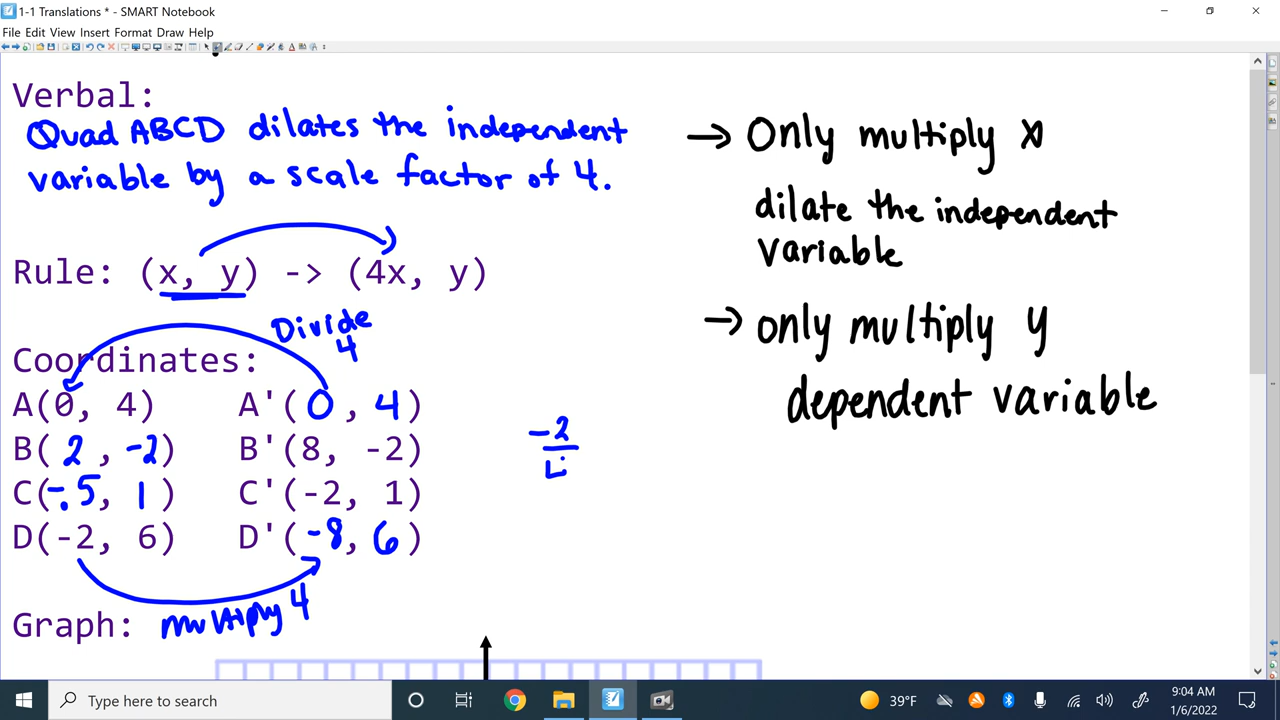 1-1 Translations * - SMART Notebook
File Edit View Insert Format Draw Help
Verbal:
Quad ABCD dilates the independent
variable by a scale factor of 4.
Rule: (x, y) -> (4x, y)
Divide
4
Coordinates:
A(0, 4) A'(0, 4)
B(2, -2) B'(8, -2)
C(-.5, 1) C'(-2, 1)
D(-2, 6) D'(-8, 6)
multiply 4
Graph:
-2
4
→ Only multiply x
dilate the independent
variable
→ only multiply y
dependent variable
Type here to search
39°F
9:04 AM
1/6/2022